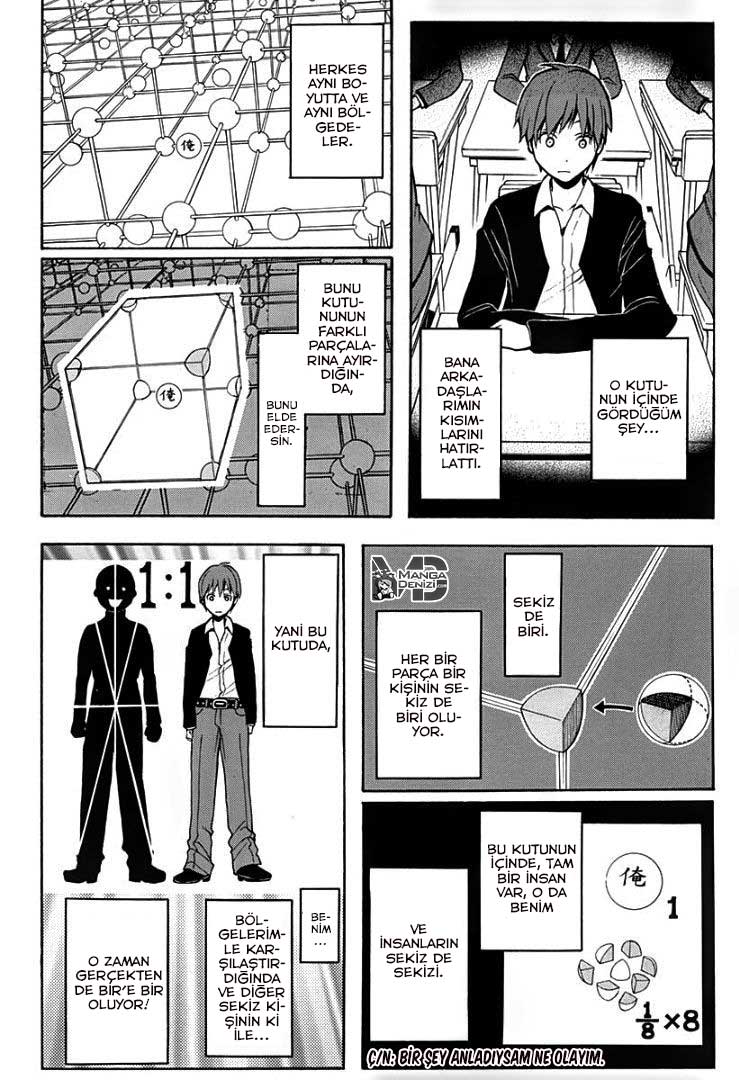 O KUTU-
NUN İÇİNDE
GÖRDÜĞÜM
ŞEY...
BANA
ARKA-
DAŞLA-
RIMIN
KISIM-
LARINI
HATIR-
LATTI.
HERKES
AYNI BO-
YUTTA VE
AYNI BÖL-
GEDE-
LER.
俺
BUNU
KUTU-
NUNUN
FARKLI
PARÇALA-
RINA AYIR-
DIĞIN-
DA,
BUNU
ELDE
EDER-
SİN.
俺
MD
MANGA
DENİZİ
.com
SEKİZ
DE
BİRİ.
HER BİR
PARÇA BİR
KİŞİNİN SE-
KİZ DE
BİRİ OLU-
YOR.
BU KUTUNUN
İÇİNDE, TAM
BİR İNSAN
VAR, O DA
BENİM
俺
1
VE
İNSANLARIN
SEKİZ DE
SEKİZİ.
1/8 ×8
Ç/N: BİR ŞEY ANLADIYSAM NE OLAYIM.
1:1
YANİ BU
KUTUDA,
BE-
NİM
...
BÖL-
GELERİM-
LE KAR-
ŞILAŞTIR-
DIĞINDA
VE DİĞER
SEKİZ Kİ-
ŞİNİN Kİ
İLE...
O ZAMAN
GERÇEKTEN
DE BİR'E BİR
OLUYOR!